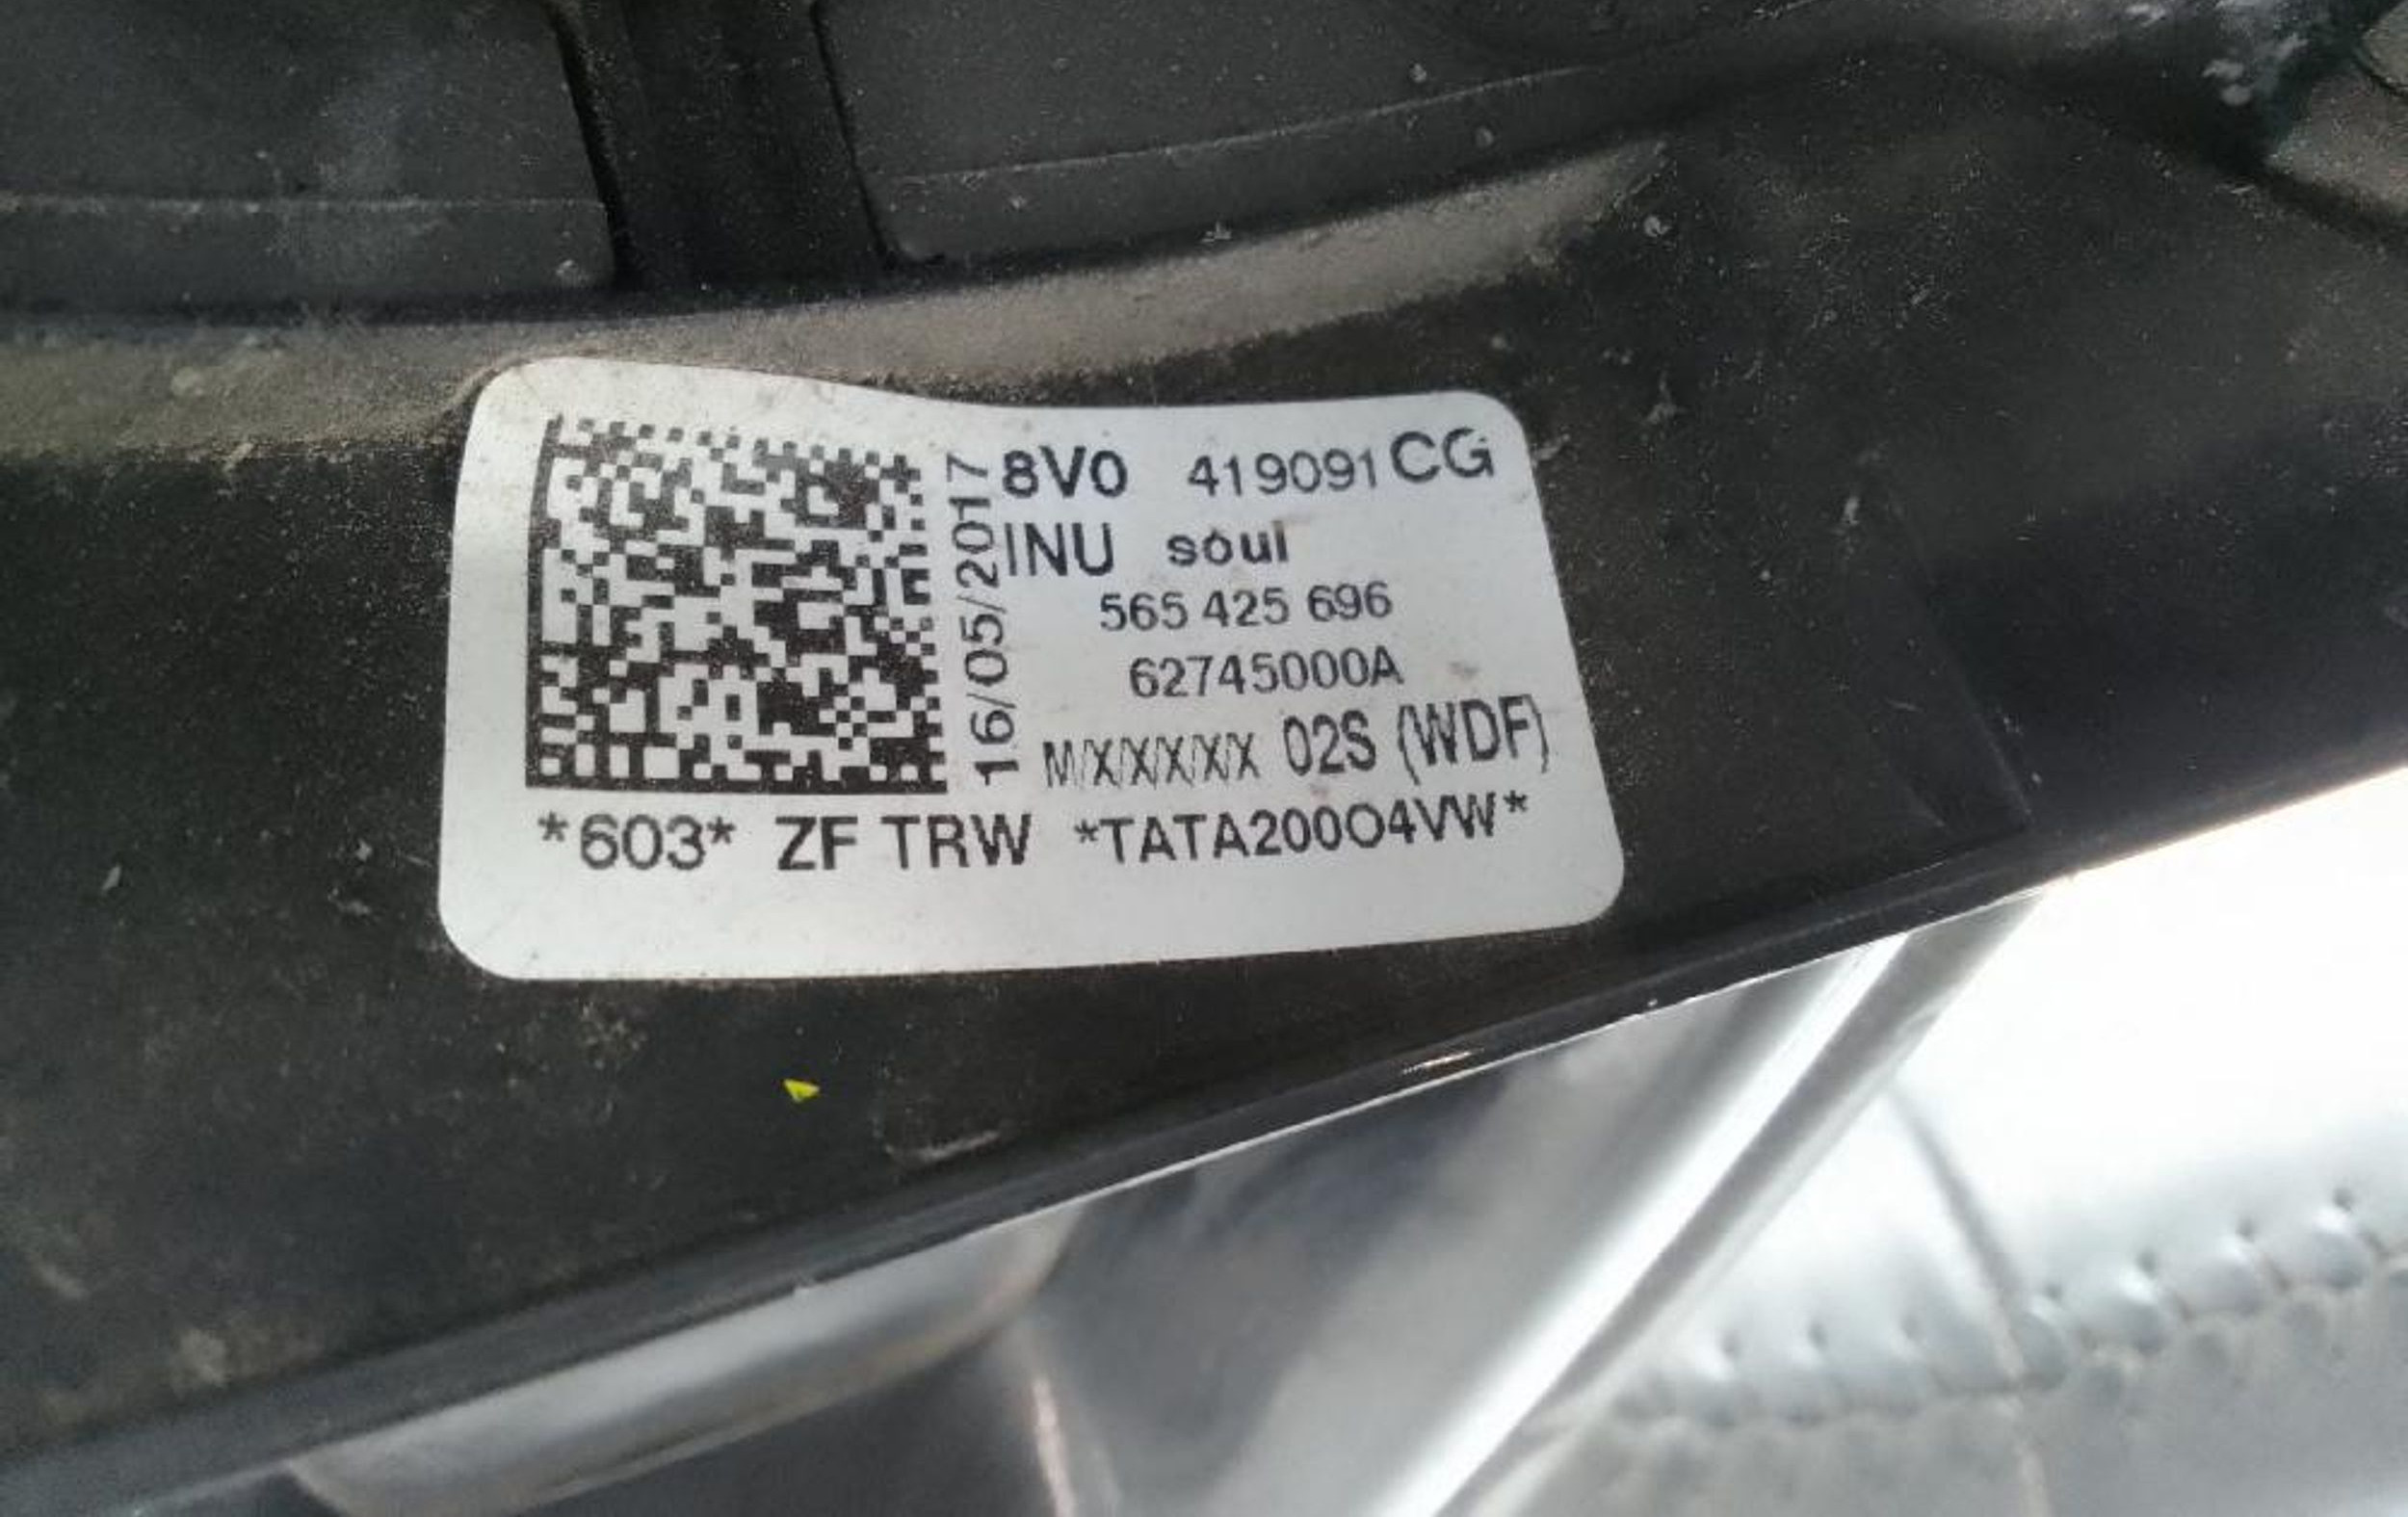 8V0 419091 CG
INU soul
565 425 696
62745000A
M/X/X/X/X/X 02S (WDF)
16/05/2017
*603* ZF TRW *TATA20004VW*